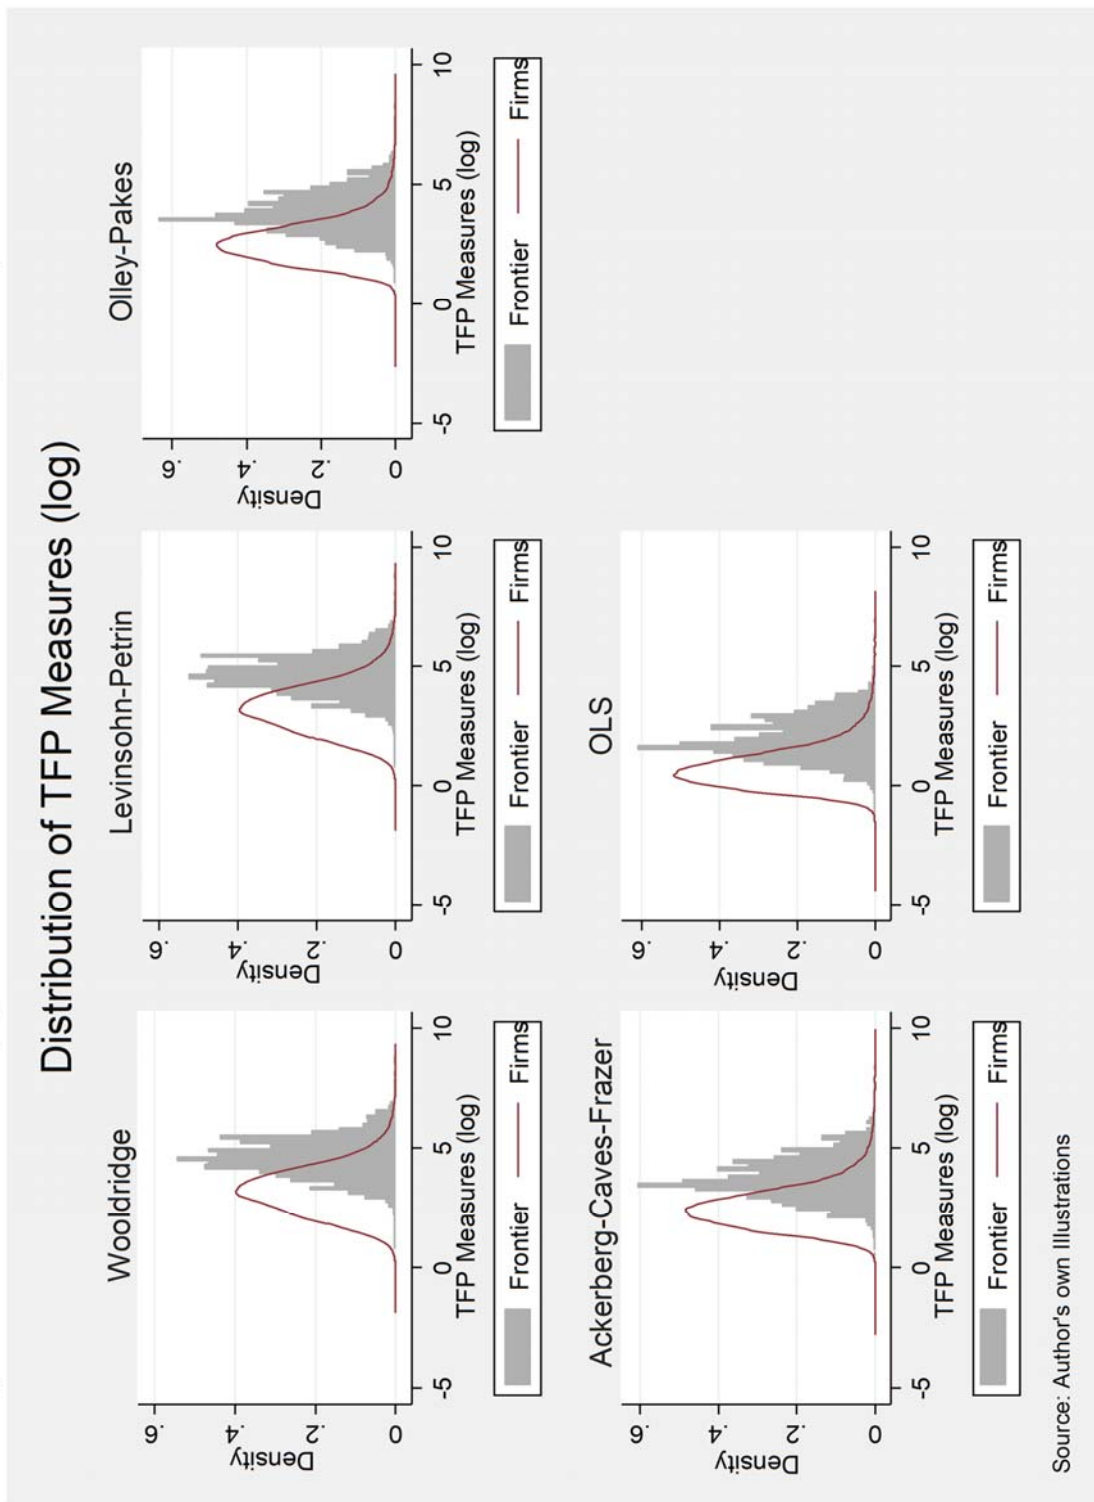 Distribution of TFP Measures (log)
Wooldridge
Density
.6
.4
.2
0
-5
0
5
10
TFP Measures (log)
Frontier
Firms
Levinsohn-Petrin
Density
.6
.4
.2
0
-5
0
5
10
TFP Measures (log)
Frontier
Firms
Olley-Pakes
Density
.6
.4
.2
0
-5
0
5
10
TFP Measures (log)
Frontier
Firms
Ackerberg-Caves-Frazer
Density
.6
.4
.2
0
-5
0
5
10
TFP Measures (log)
Frontier
Firms
OLS
Density
.6
.4
.2
0
-5
0
5
10
TFP Measures (log)
Frontier
Firms
Source: Author's own Illustrations